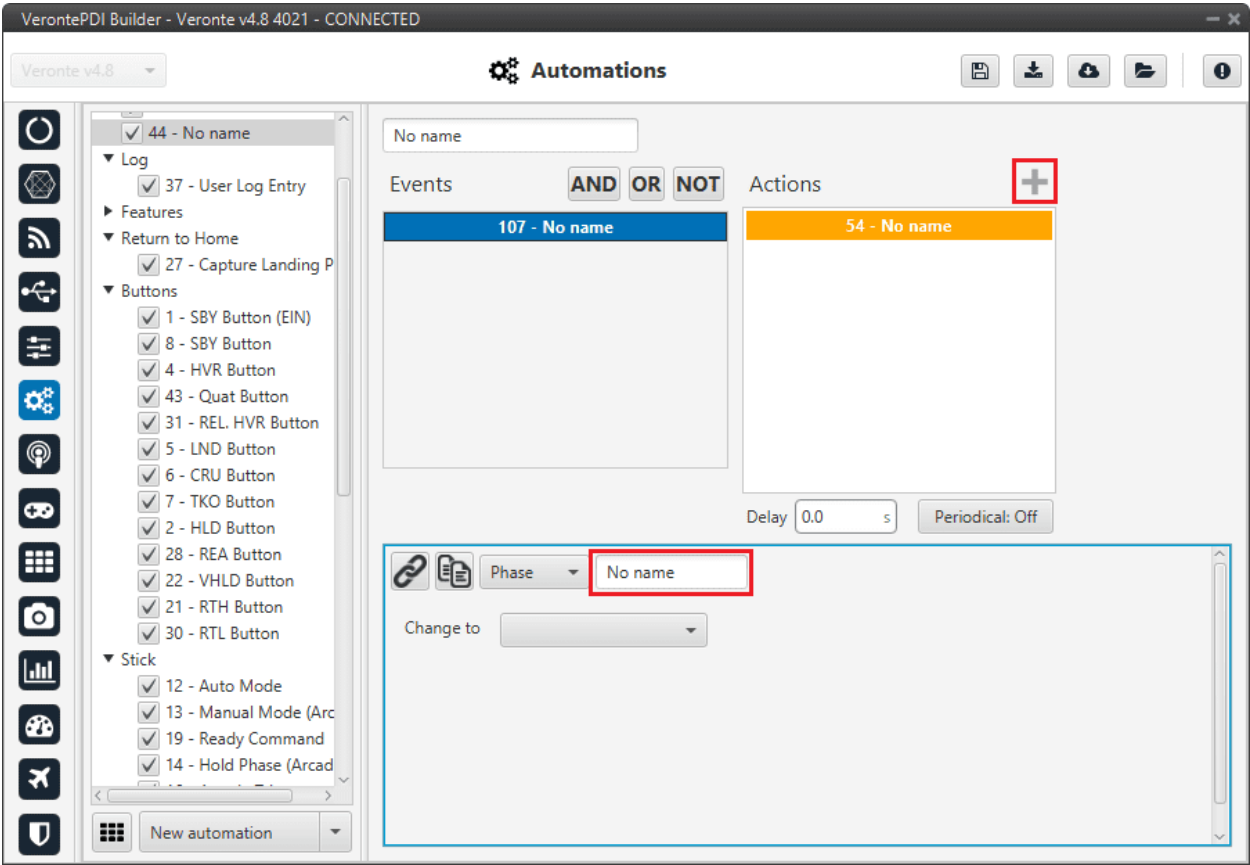 VerontePDI Builder - Veronte v4.8 4021 - CONNECTED
Veronte v4.8
Automations
44 - No name
Log
37 - User Log Entry
Features
Return to Home
27 - Capture Landing P
Buttons
1 - SBY Button (EIN)
8 - SBY Button
4 - HVR Button
43 - Quat Button
31 - REL. HVR Button
5 - LND Button
6 - CRU Button
7 - TKO Button
2 - HLD Button
28 - REA Button
22 - VHLD Button
21 - RTH Button
30 - RTL Button
Stick
12 - Auto Mode
13 - Manual Mode (Arc
19 - Ready Command
14 - Hold Phase (Arcad
New automation
No name
Events AND OR NOT
107 - No name
Actions
54 - No name
Delay 0.0 s Periodical: Off
Phase No name
Change to